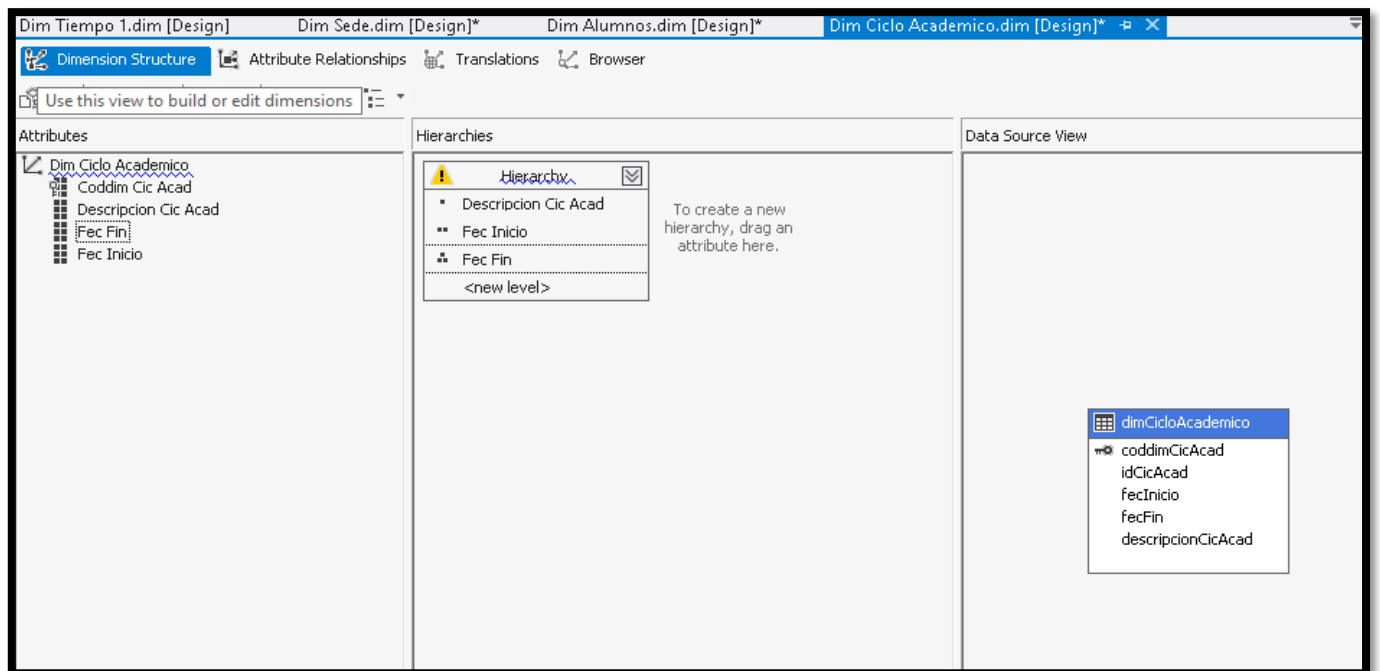 Dim Tiempo 1.dim [Design] Dim Sede.dim [Design]* Dim Alumnos.dim [Design]* Dim Ciclo Academico.dim [Design]*
Dimension Structure Attribute Relationships Translations Browser
Use this view to build or edit dimensions
Attributes
Dim Ciclo Academico
Coddim Cic Acad
Descripcion Cic Acad
Fec Fin
Fec Inicio
Hierarchies
Hierarchy
Descripcion Cic Acad
Fec Inicio
Fec Fin
<new level>
To create a new
hierarchy, drag an
attribute here.
Data Source View
dimCicloAcademico
coddimCicAcad
idCicAcad
fecInicio
fecFin
descripcionCicAcad